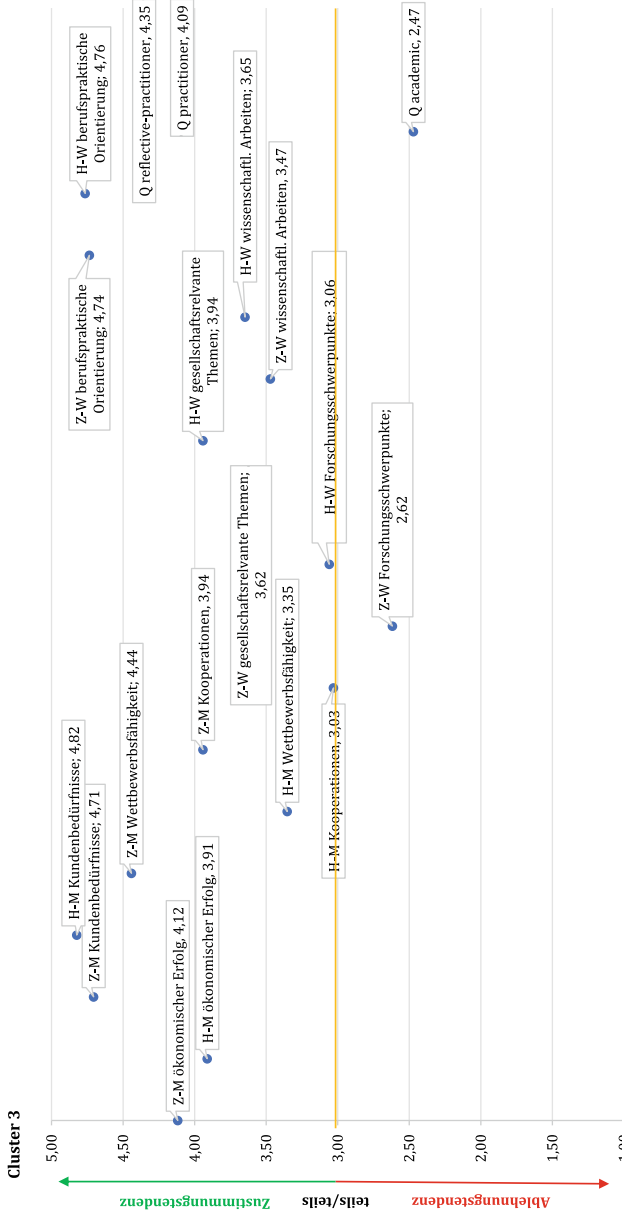 Cluster 3
5,00
4,50
4,00
3,50
3,00
2,50
2,00
1,50
1,00
Zustimmungstendenz
teils/teils
Ablehnungstendenz
Z-M ökonomischer Erfolg, 4,12
H-M ökonomischer Erfolg, 3,91
Z-M Kundenbedürfnisse; 4,71
H-M Kundenbedürfnisse; 4,82
Z-M Wettbewerbsfähigkeit; 4,44
H-M Wettbewerbsfähigkeit; 3,35
Z-M Kooperationen, 3,94
H-M Kooperationen, 3,03
Z-W Forschungsschwerpunkte;
2,62
H-W Forschungsschwerpunkte; 3,06
Z-W gesellschaftsrelvante Themen;
3,62
H-W gesellschaftsrelvante
Themen; 3,94
Z-W wissenschaftl. Arbeiten, 3,47
H-W wissenschaftl. Arbeiten; 3,65
Z-W berufspraktische
Orientierung; 4,74
H-W berufspraktische
Orientierung; 4,76
Q academic, 2,47
Q practitioner, 4,09
Q reflective-practitioner, 4,35